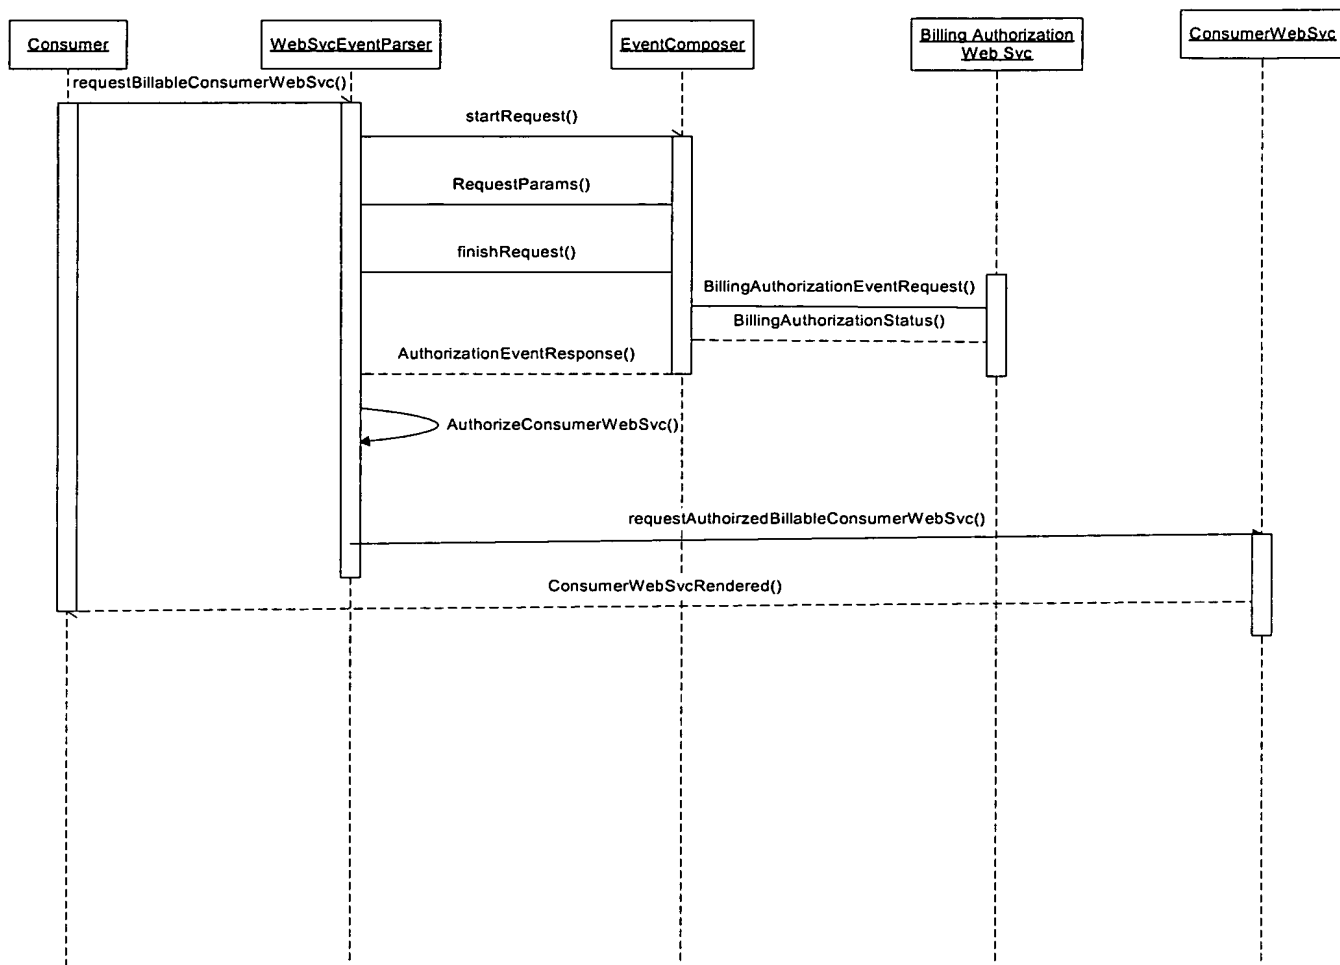 Consumer
WebSvcEventParser
EventComposer
Billing Authorization
Web Svc
ConsumerWebSvc
requestBillableConsumerWebSvc()
startRequest()
RequestParams()
finishRequest()
BillingAuthorizationEventRequest()
BillingAuthorizationStatus()
AuthorizationEventResponse()
AuthorizeConsumerWebSvc()
requestAuthoirzedBillableConsumerWebSvc()
ConsumerWebSvcRendered()